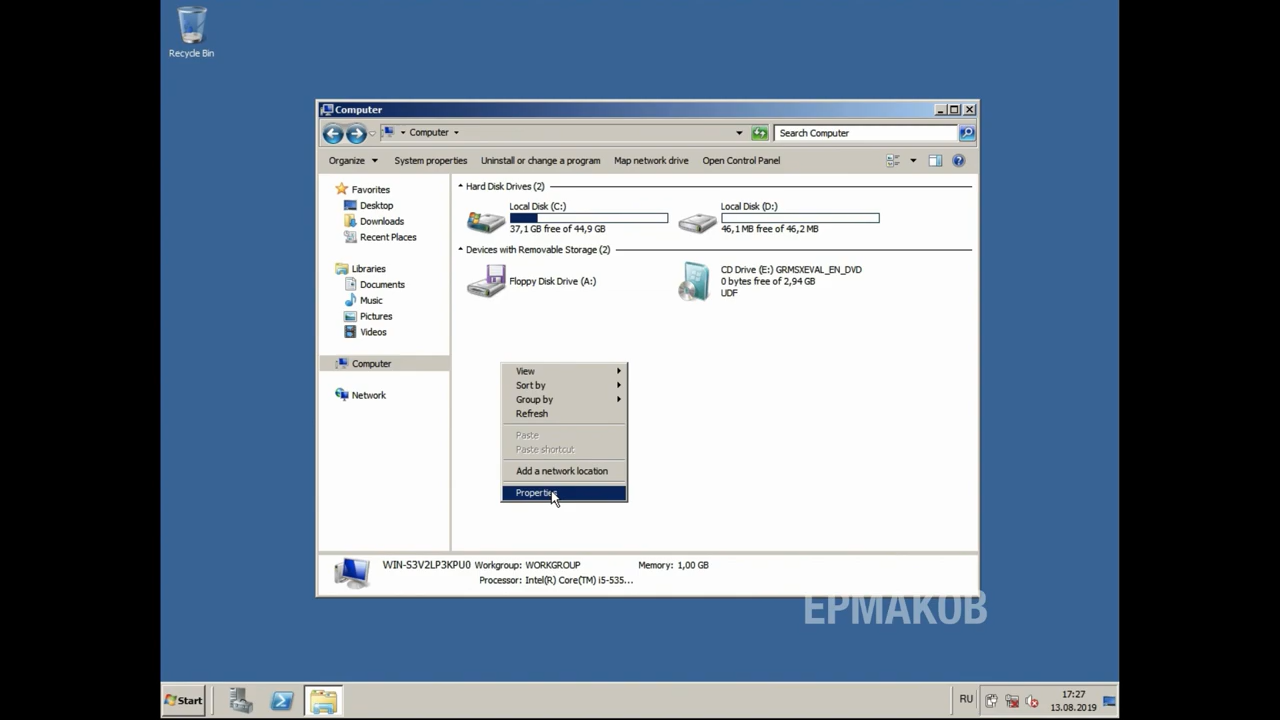 Recycle Bin
Computer
Computer
Search Computer
Organize
System properties
Uninstall or change a program
Map network drive
Open Control Panel
Favorites
Desktop
Downloads
Recent Places
Libraries
Documents
Music
Pictures
Videos
Computer
Network
Hard Disk Drives (2)
Local Disk (C:)
37,1 GB free of 44,9 GB
Local Disk (D:)
46,1 MB free of 46,2 MB
Devices with Removable Storage (2)
Floppy Disk Drive (A:)
CD Drive (E:) GRMSXEVAL_EN_DVD
0 bytes free of 2,94 GB
UDF
View
Sort by
Group by
Refresh
Paste
Paste shortcut
Add a network location
Properties
WIN-S3V2LP3KPU0 Workgroup: WORKGROUP
Memory: 1,00 GB
Processor: Intel(R) Core(TM) i5-535...
ЕРМАКОВ
Start
RU
17:27
13.08.2019